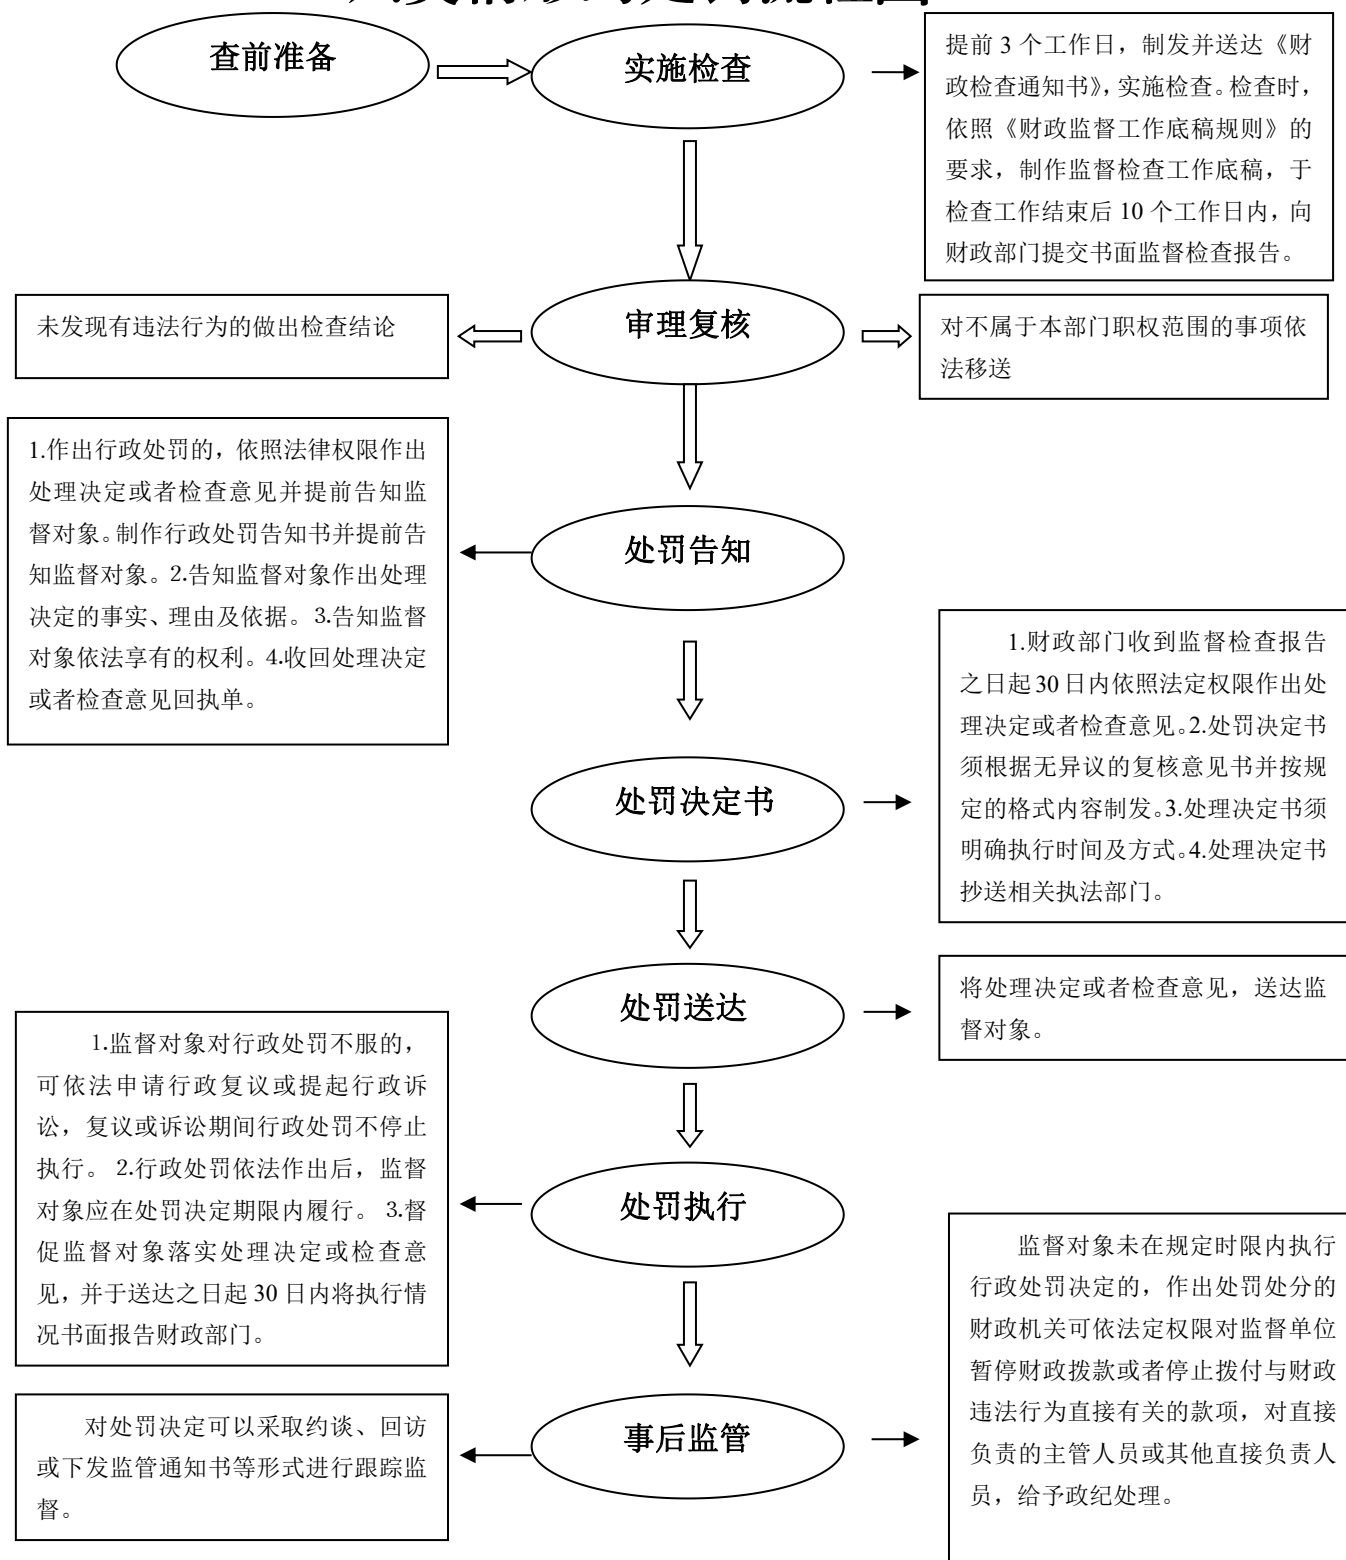 查前准备
实施检查
提前 3 个工作日，制发并送达《财
政检查通知书》，实施检查。检查时，
依照《财政监督工作底稿规则》的
要求，制作监督检查工作底稿，于
检查工作结束后 10 个工作日内，向
财政部门提交书面监督检查报告。
未发现有违法行为的做出检查结论
审理复核
对不属于本部门职权范围的事项依
法移送
1.作出行政处罚的，依照法律权限作出
处理决定或者检查意见并提前告知监
督对象。制作行政处罚告知书并提前告
知监督对象。2.告知监督对象作出处理
决定的事实、理由及依据。 3.告知监督
对象依法享有的权利。4.收回处理决定
或者检查意见回执单。
处罚告知
1.财政部门收到监督检查报告
之日起 30 日内依照法定权限作出处
理决定或者检查意见。2.处罚决定书
须根据无异议的复核意见书并按规
定的格式内容制发。3.处理决定书须
明确执行时间及方式。4.处理决定书
抄送相关执法部门。
处罚决定书
处罚送达
将处理决定或者检查意见，送达监
督对象。
1.监督对象对行政处罚不服的，
可依法申请行政复议或提起行政诉
讼，复议或诉讼期间行政处罚不停止
执行。 2.行政处罚依法作出后，监督
对象应在处罚决定期限内履行。 3.督
促监督对象落实处理决定或检查意
见，并于送达之日起 30 日内将执行情
况书面报告财政部门。
处罚执行
监督对象未在规定时限内执行
行政处罚决定的，作出处罚处分的
财政机关可依法定权限对监督单位
暂停财政拨款或者停止拨付与财政
违法行为直接有关的款项，对直接
负责的主管人员或其他直接负责人
员，给予政纪处理。
对处罚决定可以采取约谈、回访
或下发监管通知书等形式进行跟踪监
督。
事后监管